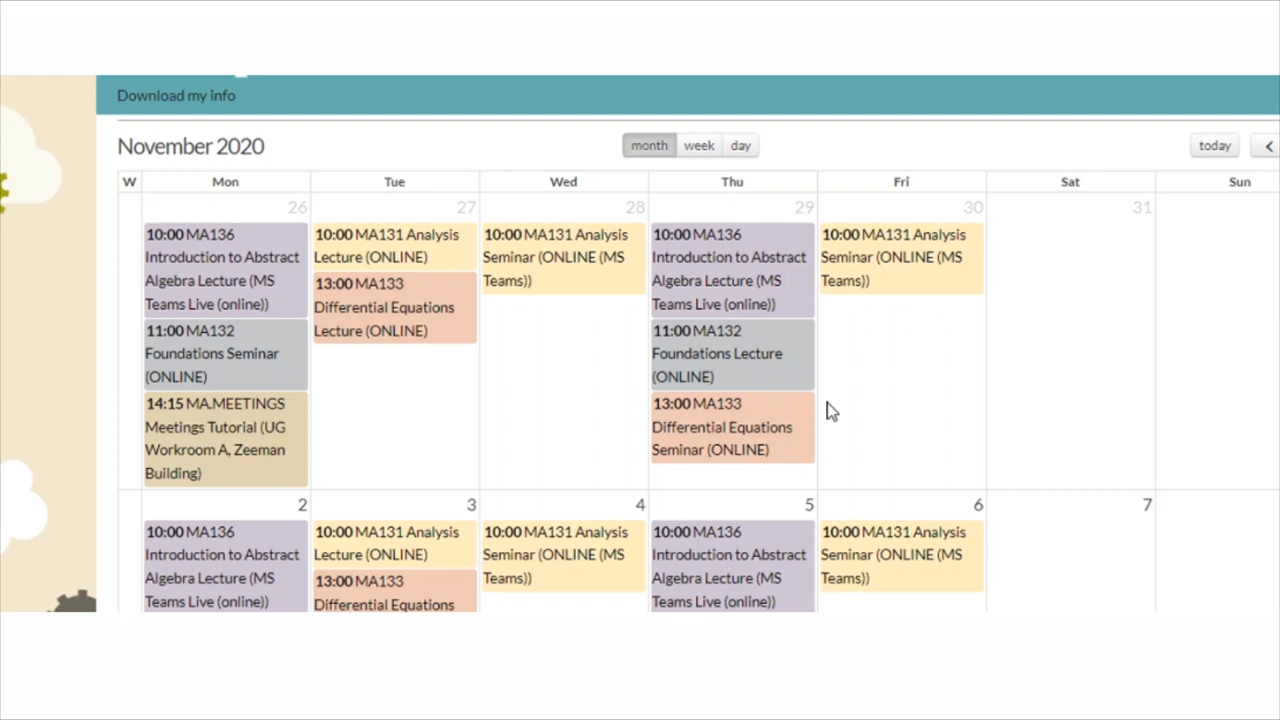 Download my info
November 2020
month week day
today
W Mon Tue Wed Thu Fri Sat Sun
26 27 28 29 30 31
10:00 MA136
Introduction to Abstract
Algebra Lecture (MS
Teams Live (online))
11:00 MA132
Foundations Seminar
(ONLINE)
14:15 MA.MEETINGS
Meetings Tutorial (UG
Workroom A, Zeeman
Building)
10:00 MA131 Analysis
Lecture (ONLINE)
13:00 MA133
Differential Equations
Lecture (ONLINE)
10:00 MA131 Analysis
Seminar (ONLINE (MS
Teams))
10:00 MA136
Introduction to Abstract
Algebra Lecture (MS
Teams Live (online))
11:00 MA132
Foundations Lecture
(ONLINE)
13:00 MA133
Differential Equations
Seminar (ONLINE)
10:00 MA131 Analysis
Seminar (ONLINE (MS
Teams))
2 3 4 5 6 7
10:00 MA136
Introduction to Abstract
Algebra Lecture (MS
Teams Live (online))
10:00 MA131 Analysis
Lecture (ONLINE)
13:00 MA133
Differential Equations
10:00 MA131 Analysis
Seminar (ONLINE (MS
Teams))
10:00 MA136
Introduction to Abstract
Algebra Lecture (MS
Teams Live (online))
10:00 MA131 Analysis
Seminar (ONLINE (MS
Teams))